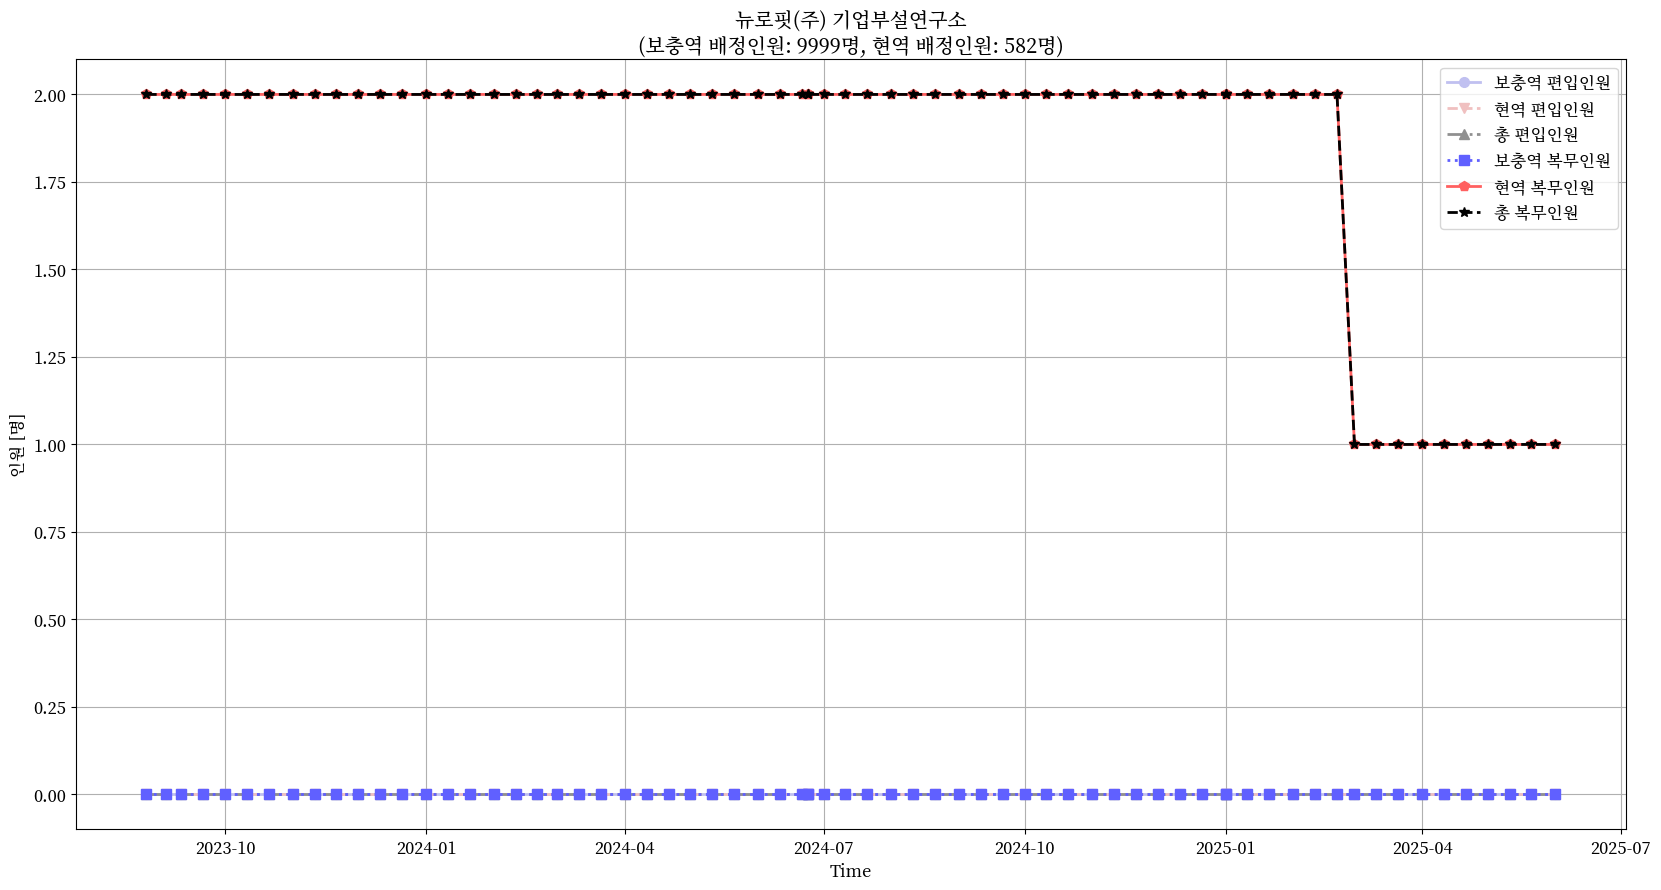 뉴로핏(주) 기업부설연구소
(보충역 배정인원: 9999명, 현역 배정인원: 582명)
보충역 편입인원
현역 편입인원
총 편입인원
보충역 복무인원
현역 복무인원
총 복무인원
인원 [명]
2.00
1.75
1.50
1.25
1.00
0.75
0.50
0.25
0.00
2023-10
2024-01
2024-04
2024-07
2024-10
2025-01
2025-04
2025-07
Time